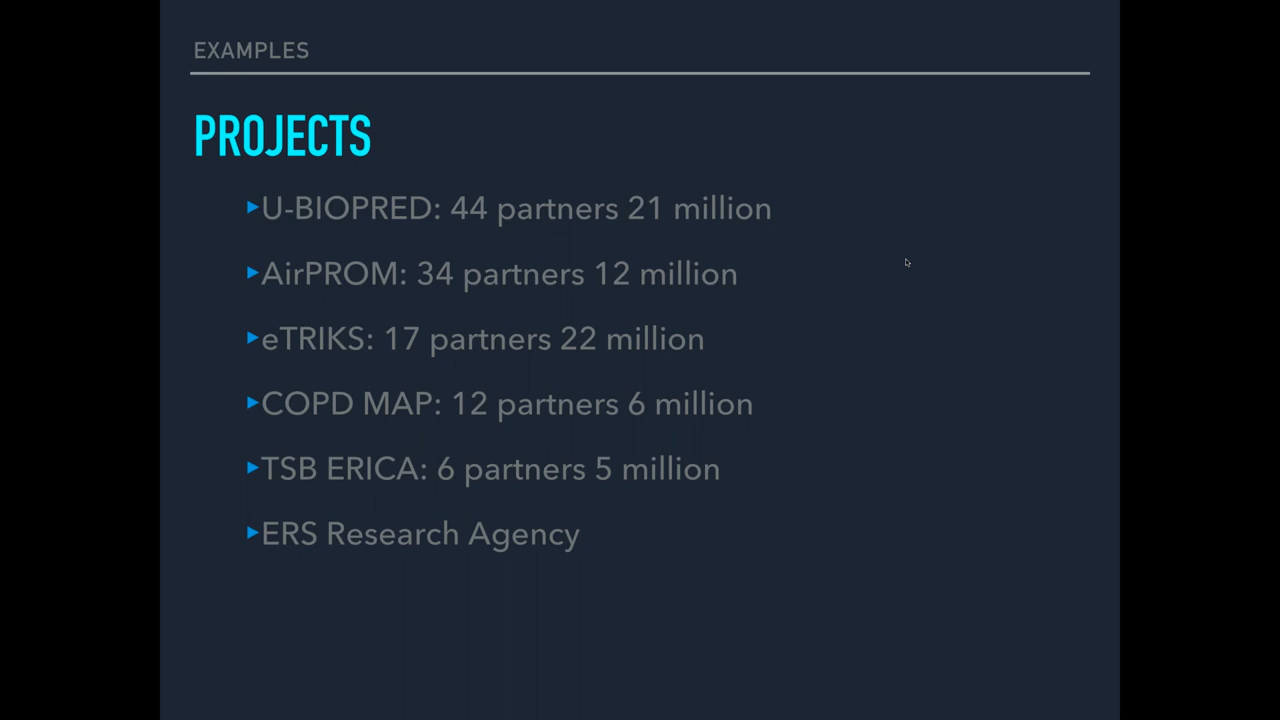 EXAMPLES
PROJECTS
▸U-BIOPRED: 44 partners 21 million
▸AirPROM: 34 partners 12 million
▸eTRIKS: 17 partners 22 million
▸COPD MAP: 12 partners 6 million
▸TSB ERICA: 6 partners 5 million
▸ERS Research Agency